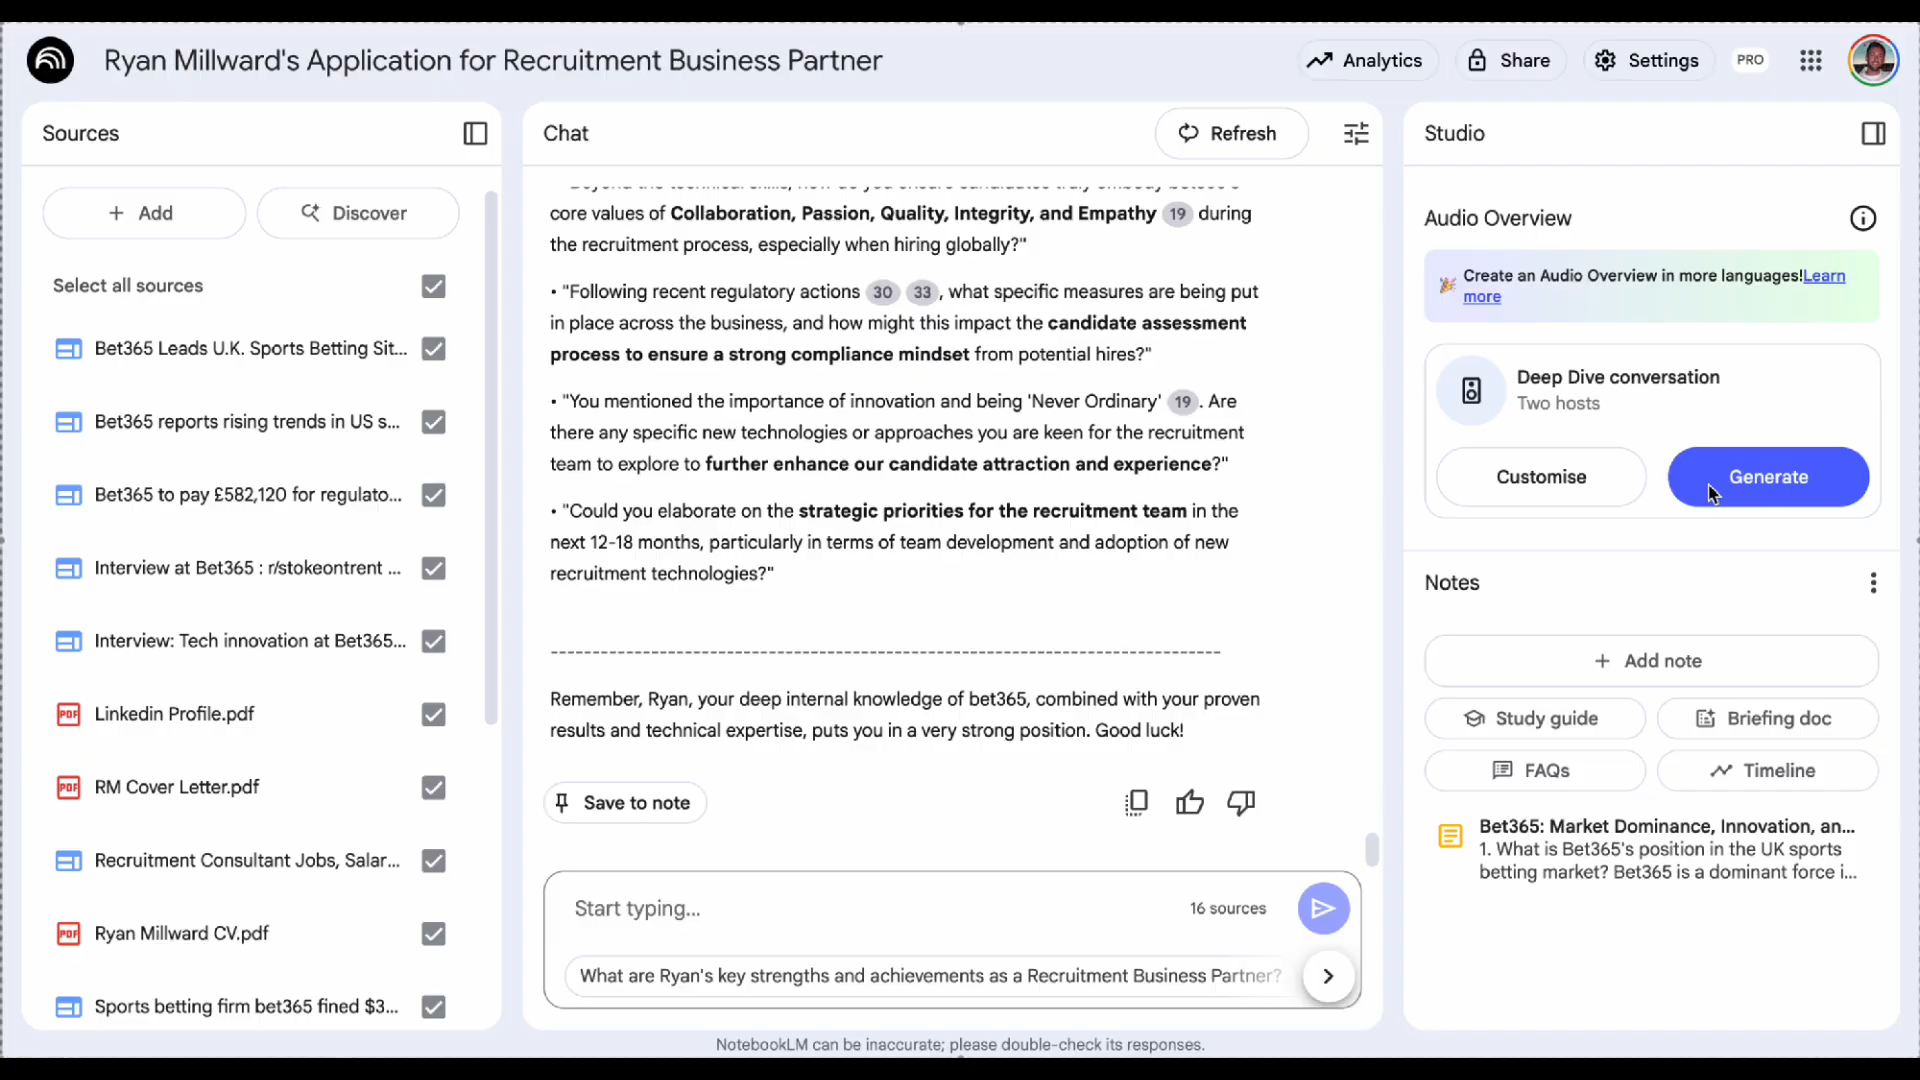 Ryan Millward's Application for Recruitment Business Partner
Analytics
Share
Settings
PRO
Sources
Add
Discover
Select all sources
Bet365 Leads U.K. Sports Betting Sit...
Bet365 reports rising trends in US s...
Bet365 to pay £582,120 for regulato...
Interview at Bet365 : r/stokeontrent ...
Interview: Tech innovation at Bet365...
PDF Linkedin Profile.pdf
PDF RM Cover Letter.pdf
Recruitment Consultant Jobs, Salar...
PDF Ryan Millward CV.pdf
Sports betting firm bet365 fined $3...
Chat
Refresh
core values of Collaboration, Passion, Quality, Integrity, and Empathy 19 during
the recruitment process, especially when hiring globally?"
• "Following recent regulatory actions 30 33, what specific measures are being put
in place across the business, and how might this impact the candidate assessment
process to ensure a strong compliance mindset from potential hires?"
• "You mentioned the importance of innovation and being 'Never Ordinary' 19. Are
there any specific new technologies or approaches you are keen for the recruitment
team to explore to further enhance our candidate attraction and experience?"
• "Could you elaborate on the strategic priorities for the recruitment team in the
next 12-18 months, particularly in terms of team development and adoption of new
recruitment technologies?"
--------------------------------------------------------------------------------
Remember, Ryan, your deep internal knowledge of bet365, combined with your proven
results and technical expertise, puts you in a very strong position. Good luck!
Save to note
Start typing...
16 sources
What are Ryan's key strengths and achievements as a Recruitment Business Partner?
Studio
Audio Overview
Create an Audio Overview in more languages!Learn
more
Deep Dive conversation
Two hosts
Customise
Generate
Notes
Add note
Study guide
Briefing doc
FAQs
Timeline
Bet365: Market Dominance, Innovation, an...
1. What is Bet365's position in the UK sports
betting market? Bet365 is a dominant force i...
NotebookLM can be inaccurate; please double-check its responses.